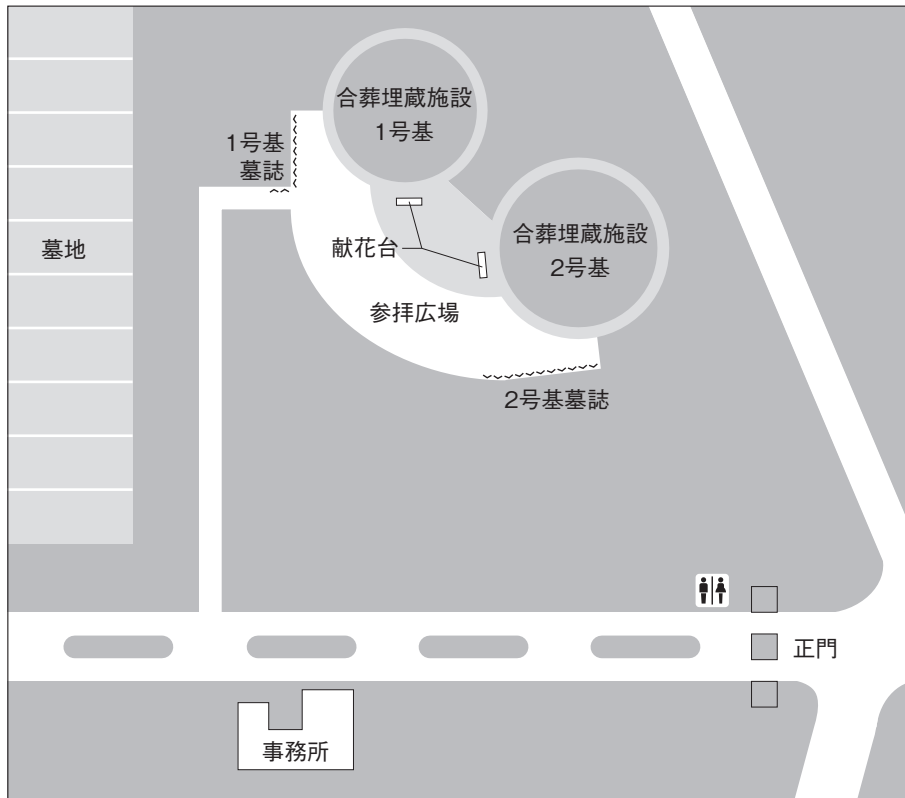 合葬埋蔵施設
1号基
1号基
墓誌
合葬埋蔵施設
2号基
墓地
献花台
参拝広場
2号基墓誌
正門
事務所